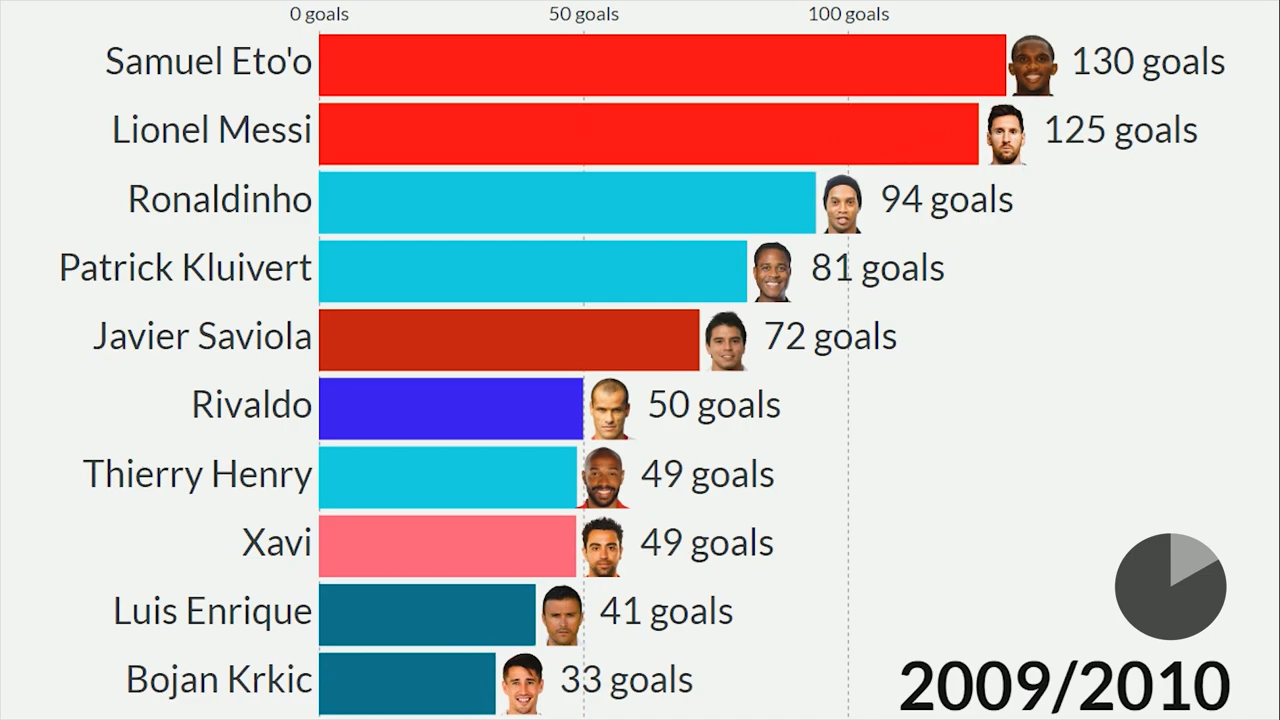 0 goals 50 goals 100 goals
Samuel Eto'o 130 goals
Lionel Messi 125 goals
Ronaldinho 94 goals
Patrick Kluivert 81 goals
Javier Saviola 72 goals
Rivaldo 50 goals
Thierry Henry 49 goals
Xavi 49 goals
Luis Enrique 41 goals
Bojan Krkic 33 goals
2009/2010